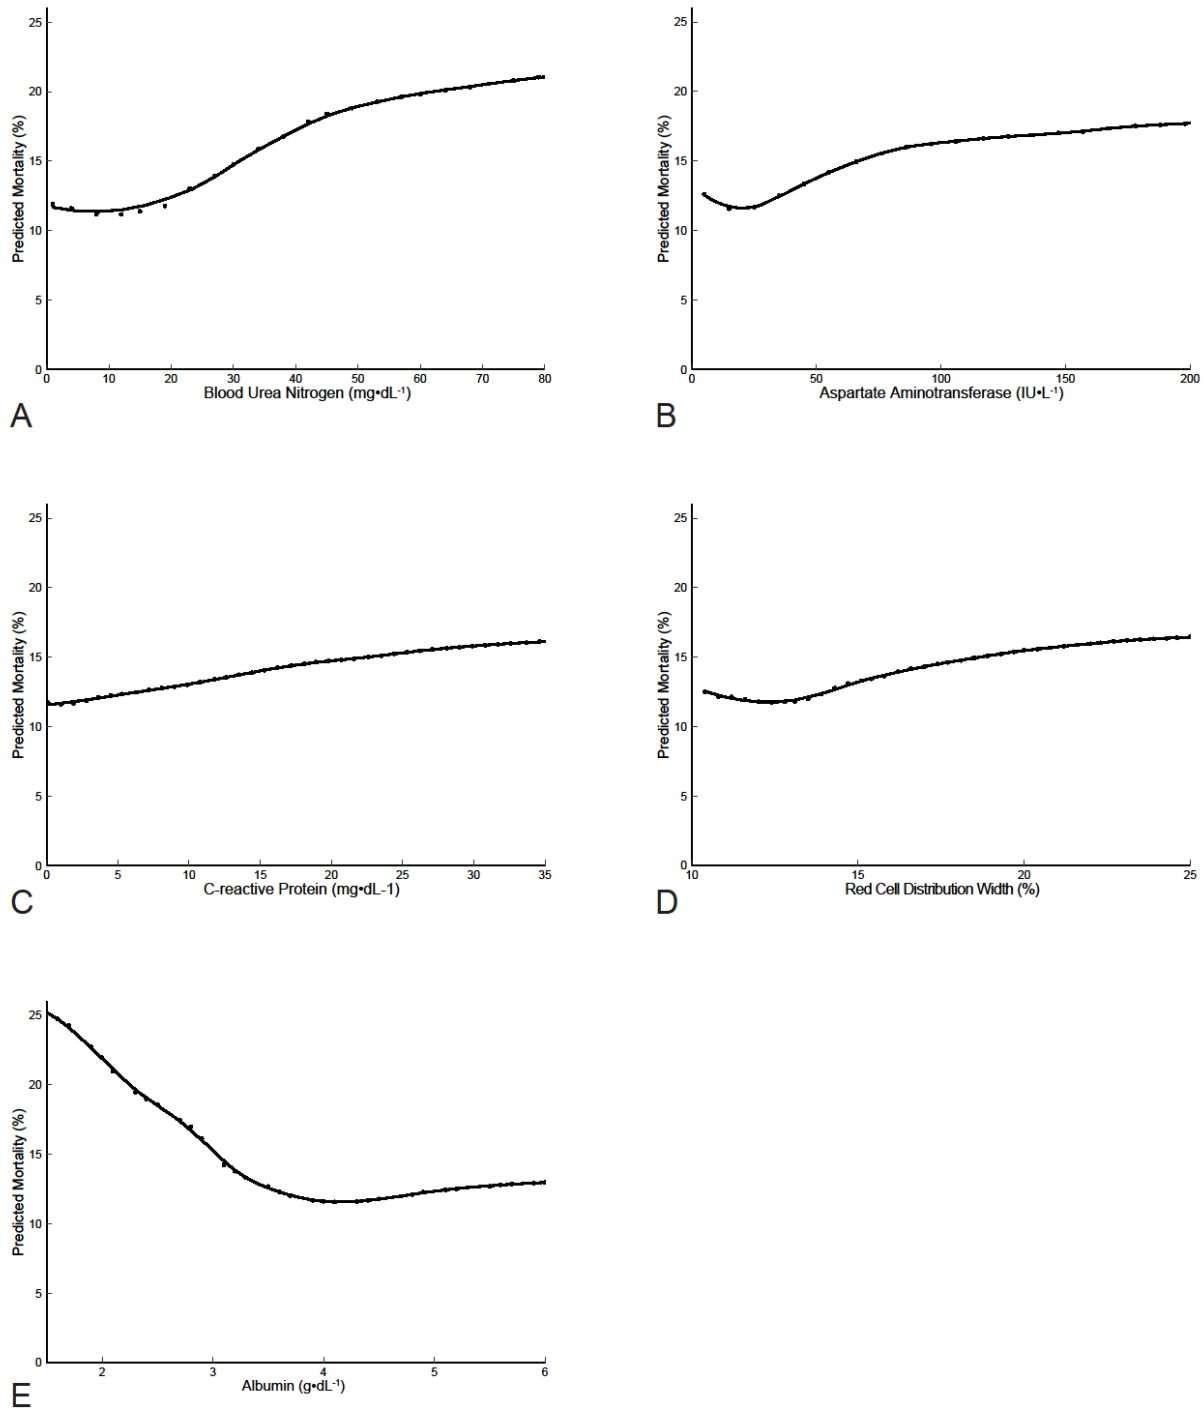 25
20
15
10
5
0
Predicted Mortality (%)
0 10 20 30 40 50 60 70 80
Blood Urea Nitrogen (mg•dL⁻¹)
A
25
20
15
10
5
0
Predicted Mortality (%)
0 50 100 150 200
Aspartate Aminotransferase (IU•L⁻¹)
B
25
20
15
10
5
0
Predicted Mortality (%)
0 5 10 15 20 25 30 35
C-reactive Protein (mg•dL-1)
C
25
20
15
10
5
0
Predicted Mortality (%)
10 15 20 25
Red Cell Distribution Width (%)
D
25
20
15
10
5
0
Predicted Mortality (%)
2 3 4 5 6
Albumin (g•dL⁻¹)
E